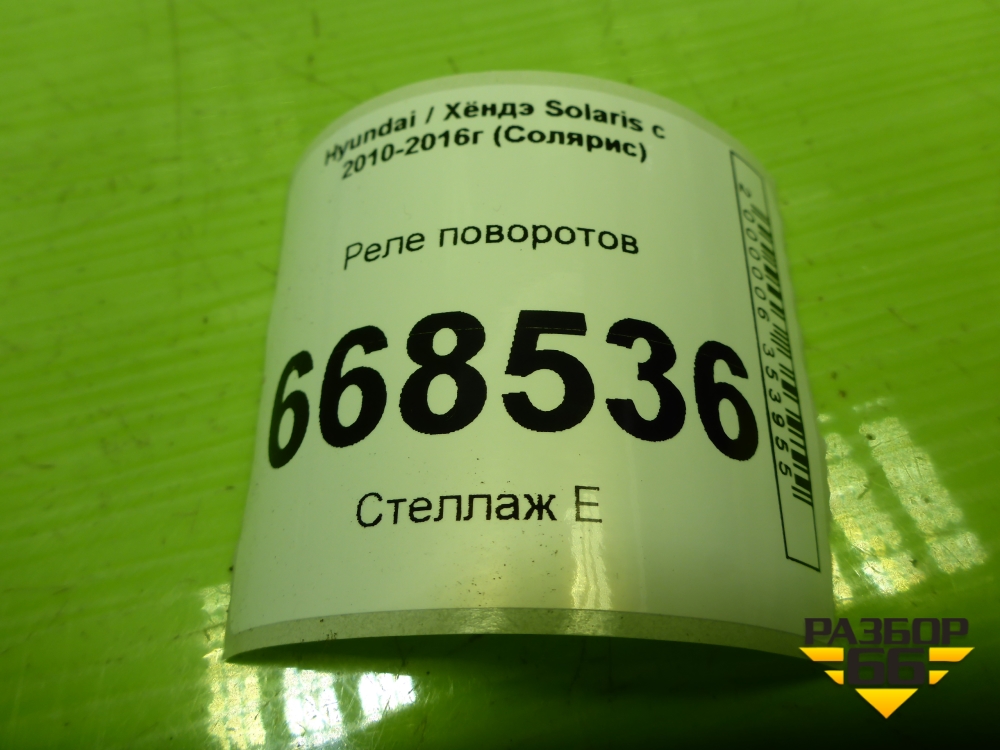 Hyundai / Хёндэ Solaris с
2010-2016г (Солярис)
Реле поворотов
668536
Стеллаж Е
2000006353955
РАЗБОР
66